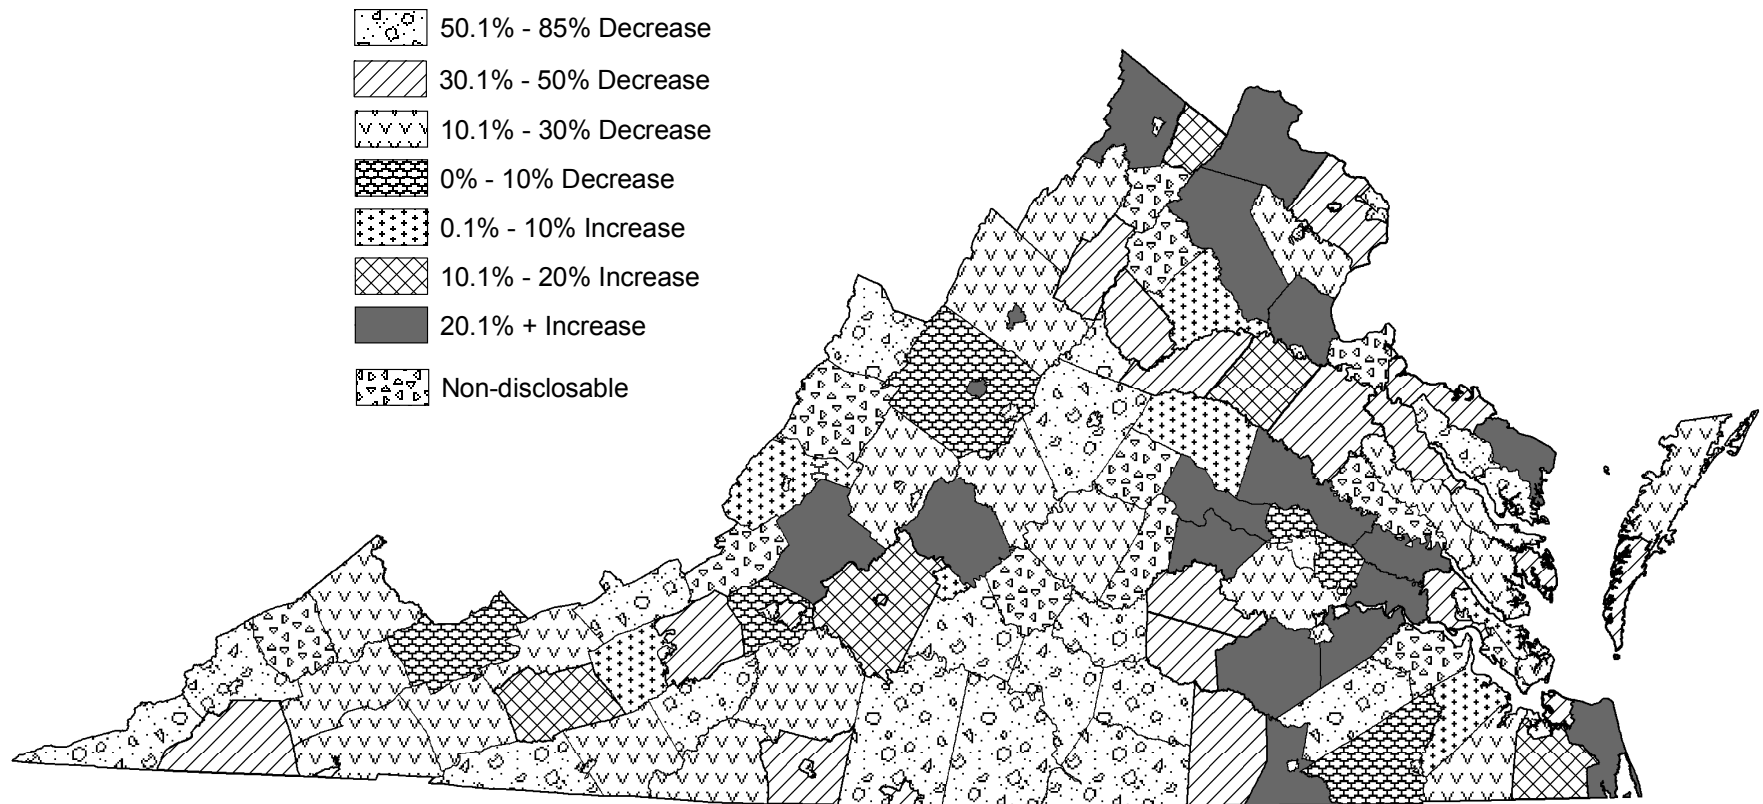 50.1% - 85% Decrease
30.1% - 50% Decrease
10.1% - 30% Decrease
0% - 10% Decrease
0.1% - 10% Increase
10.1% - 20% Increase
20.1% + Increase
Non-disclosable